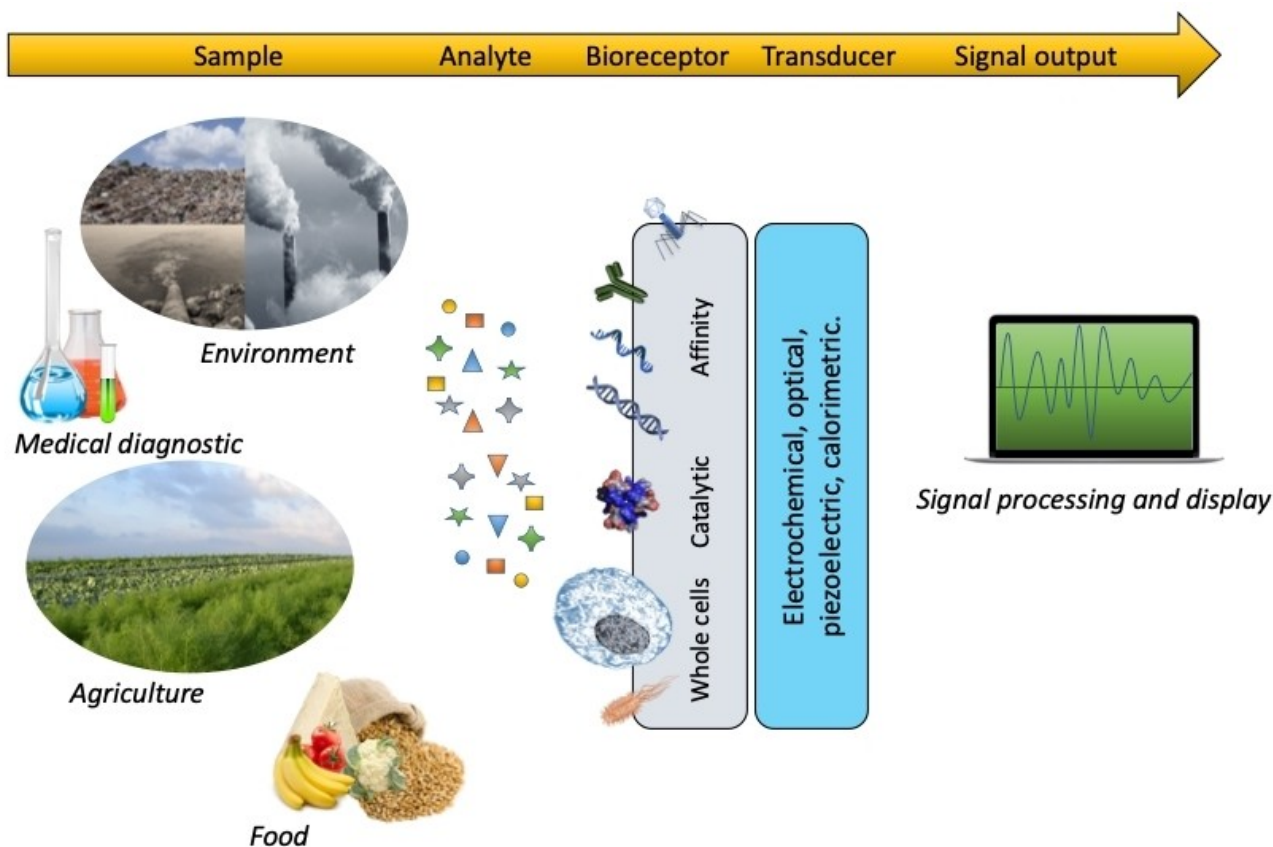 Sample
Analyte
Bioreceptor
Transducer
Signal output
Environment
Medical diagnostic
Agriculture
Food
Affinity
Catalytic
Whole cells
Electrochemical, optical,
piezoelectric, calorimetric.
Signal processing and display